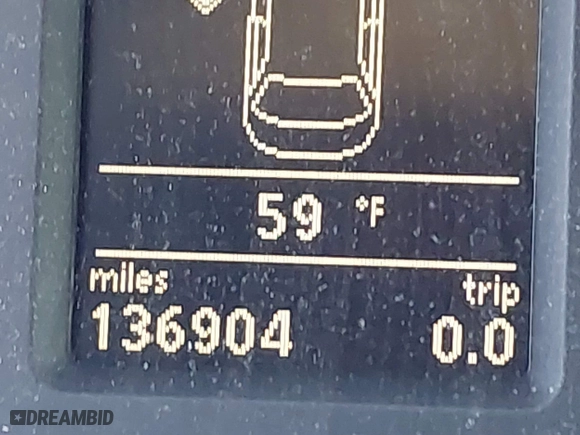 59 °F
miles trip
136904 0.0
DREAMBID